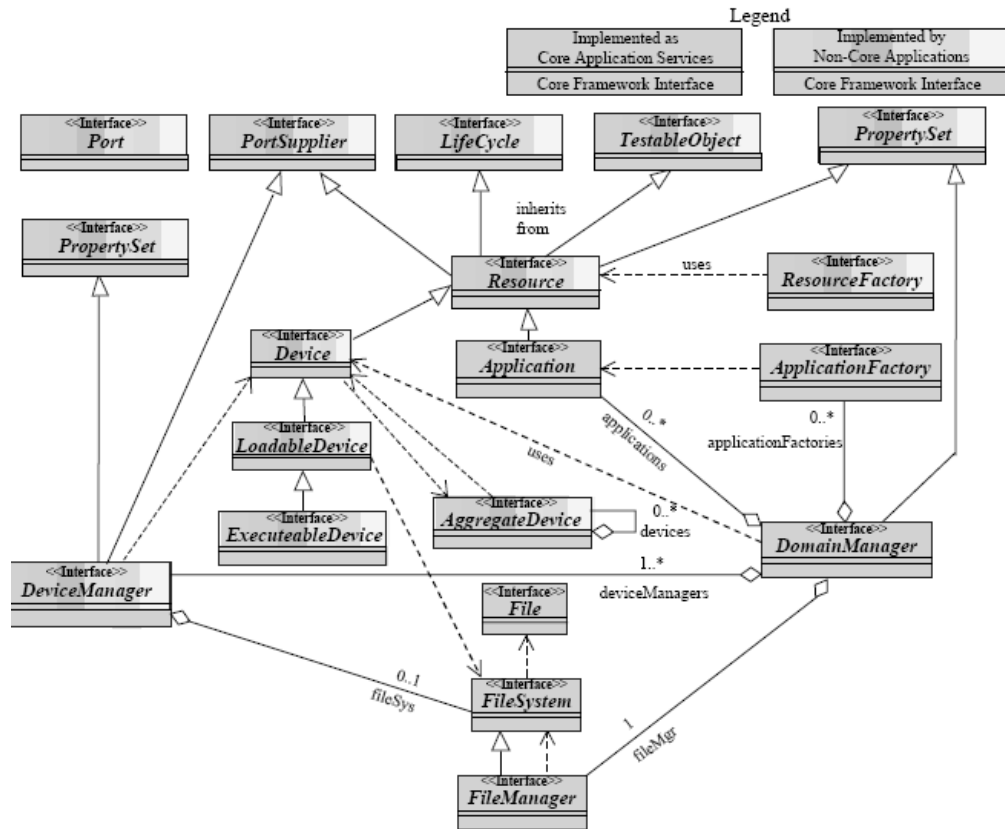 Legend
Implemented as
Core Application Services
Core Framework Interface
Implemented by
Non-Core Applications
Core Framework Interface
<<Interface>>
Port
<<Interface>>
PortSupplier
<<Interface>>
LifeCycle
<<Interface>>
TestableObject
<<Interface>>
PropertySet
<<Interface>>
PropertySet
inherits
from
<<Interface>>
Resource
uses
<<Interface>>
ResourceFactory
<<Interface>>
Device
<<Interface>>
Application
<<Interface>>
ApplicationFactory
0..*
applications
0..*
applicationFactories
<<Interface>>
LoadableDevice
uses
<<Interface>>
ExecuteableDevice
<<Interface>>
AggregateDevice
0..*
devices
<<Interface>>
DomainManager
<<Interface>>
DeviceManager
1..*
deviceManagers
<<Interface>>
File
0..1
fileSys
<<Interface>>
FileSystem
1
fileMgr
<<Interface>>
FileManager